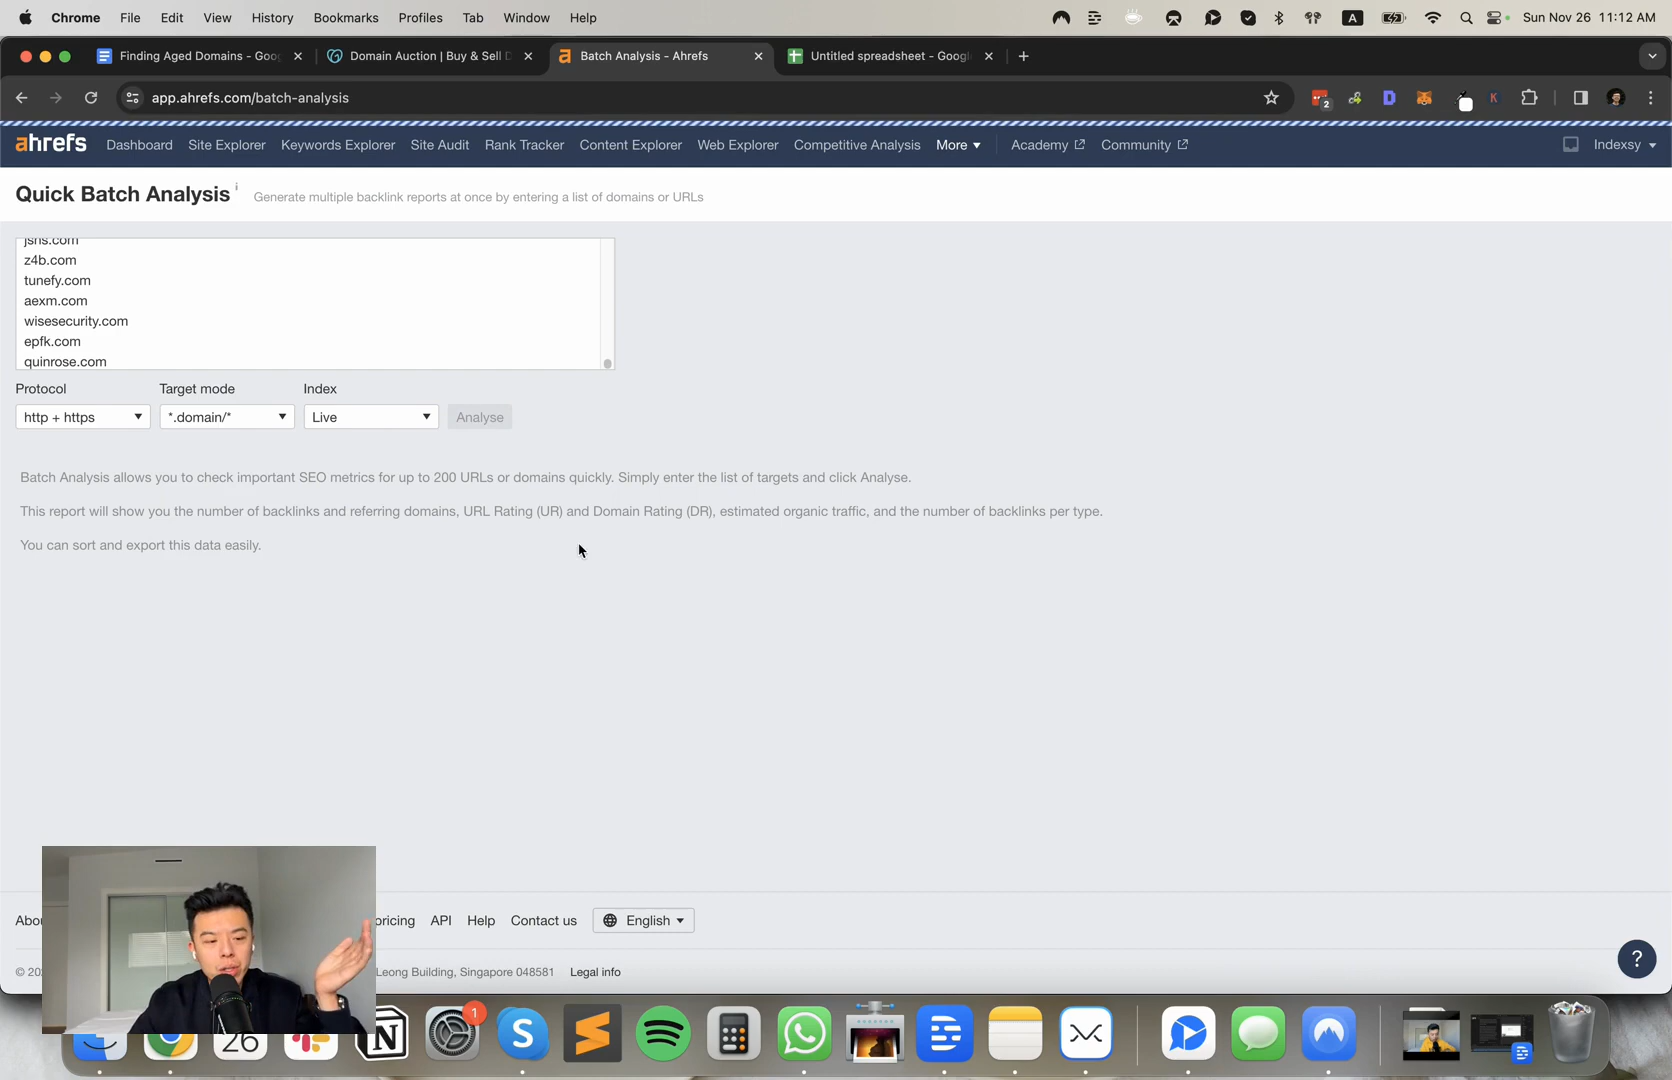 Chrome File Edit View History Bookmarks Profiles Tab Window Help
A Sun Nov 26 11:12 AM
Finding Aged Domains - Goo
Domain Auction | Buy & Sell D
Batch Analysis - Ahrefs
Untitled spreadsheet - Googl
app.ahrefs.com/batch-analysis
2
D
K
ahrefs Dashboard Site Explorer Keywords Explorer Site Audit Rank Tracker Content Explorer Web Explorer Competitive Analysis More Academy Community Indexsy
Quick Batch Analysis i Generate multiple backlink reports at once by entering a list of domains or URLs
z4b.com
tunefy.com
aexm.com
wisesecurity.com
epfk.com
quinrose.com
Protocol Target mode Index
http + https *.domain/* Live Analyse
Batch Analysis allows you to check important SEO metrics for up to 200 URLs or domains quickly. Simply enter the list of targets and click Analyse.
This report will show you the number of backlinks and referring domains, URL Rating (UR) and Domain Rating (DR), estimated organic traffic, and the number of backlinks per type.
You can sort and export this data easily.
Abou pricing API Help Contact us English
© 20 Leong Building, Singapore 048581 Legal info
?
26
N
1
S